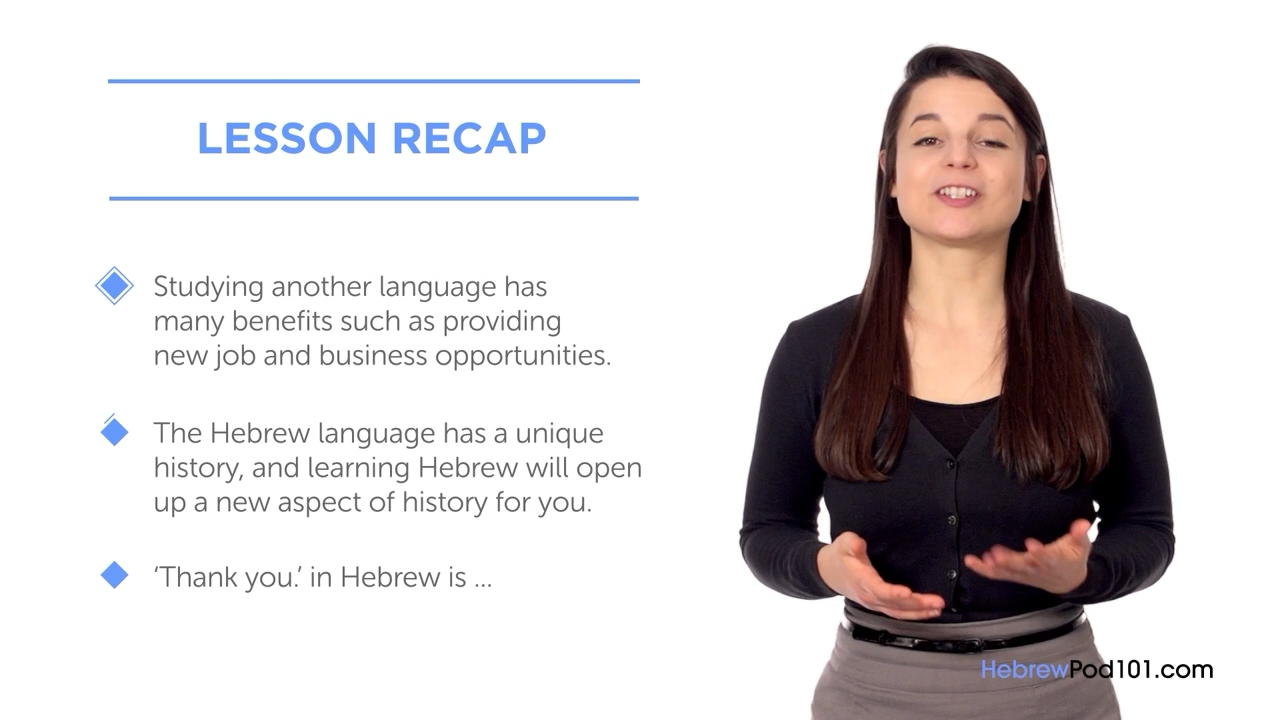 LESSON RECAP
Studying another language has
many benefits such as providing
new job and business opportunities.
The Hebrew language has a unique
history, and learning Hebrew will open
up a new aspect of history for you.
‘Thank you.’ in Hebrew is ...
HebrewPod101.com